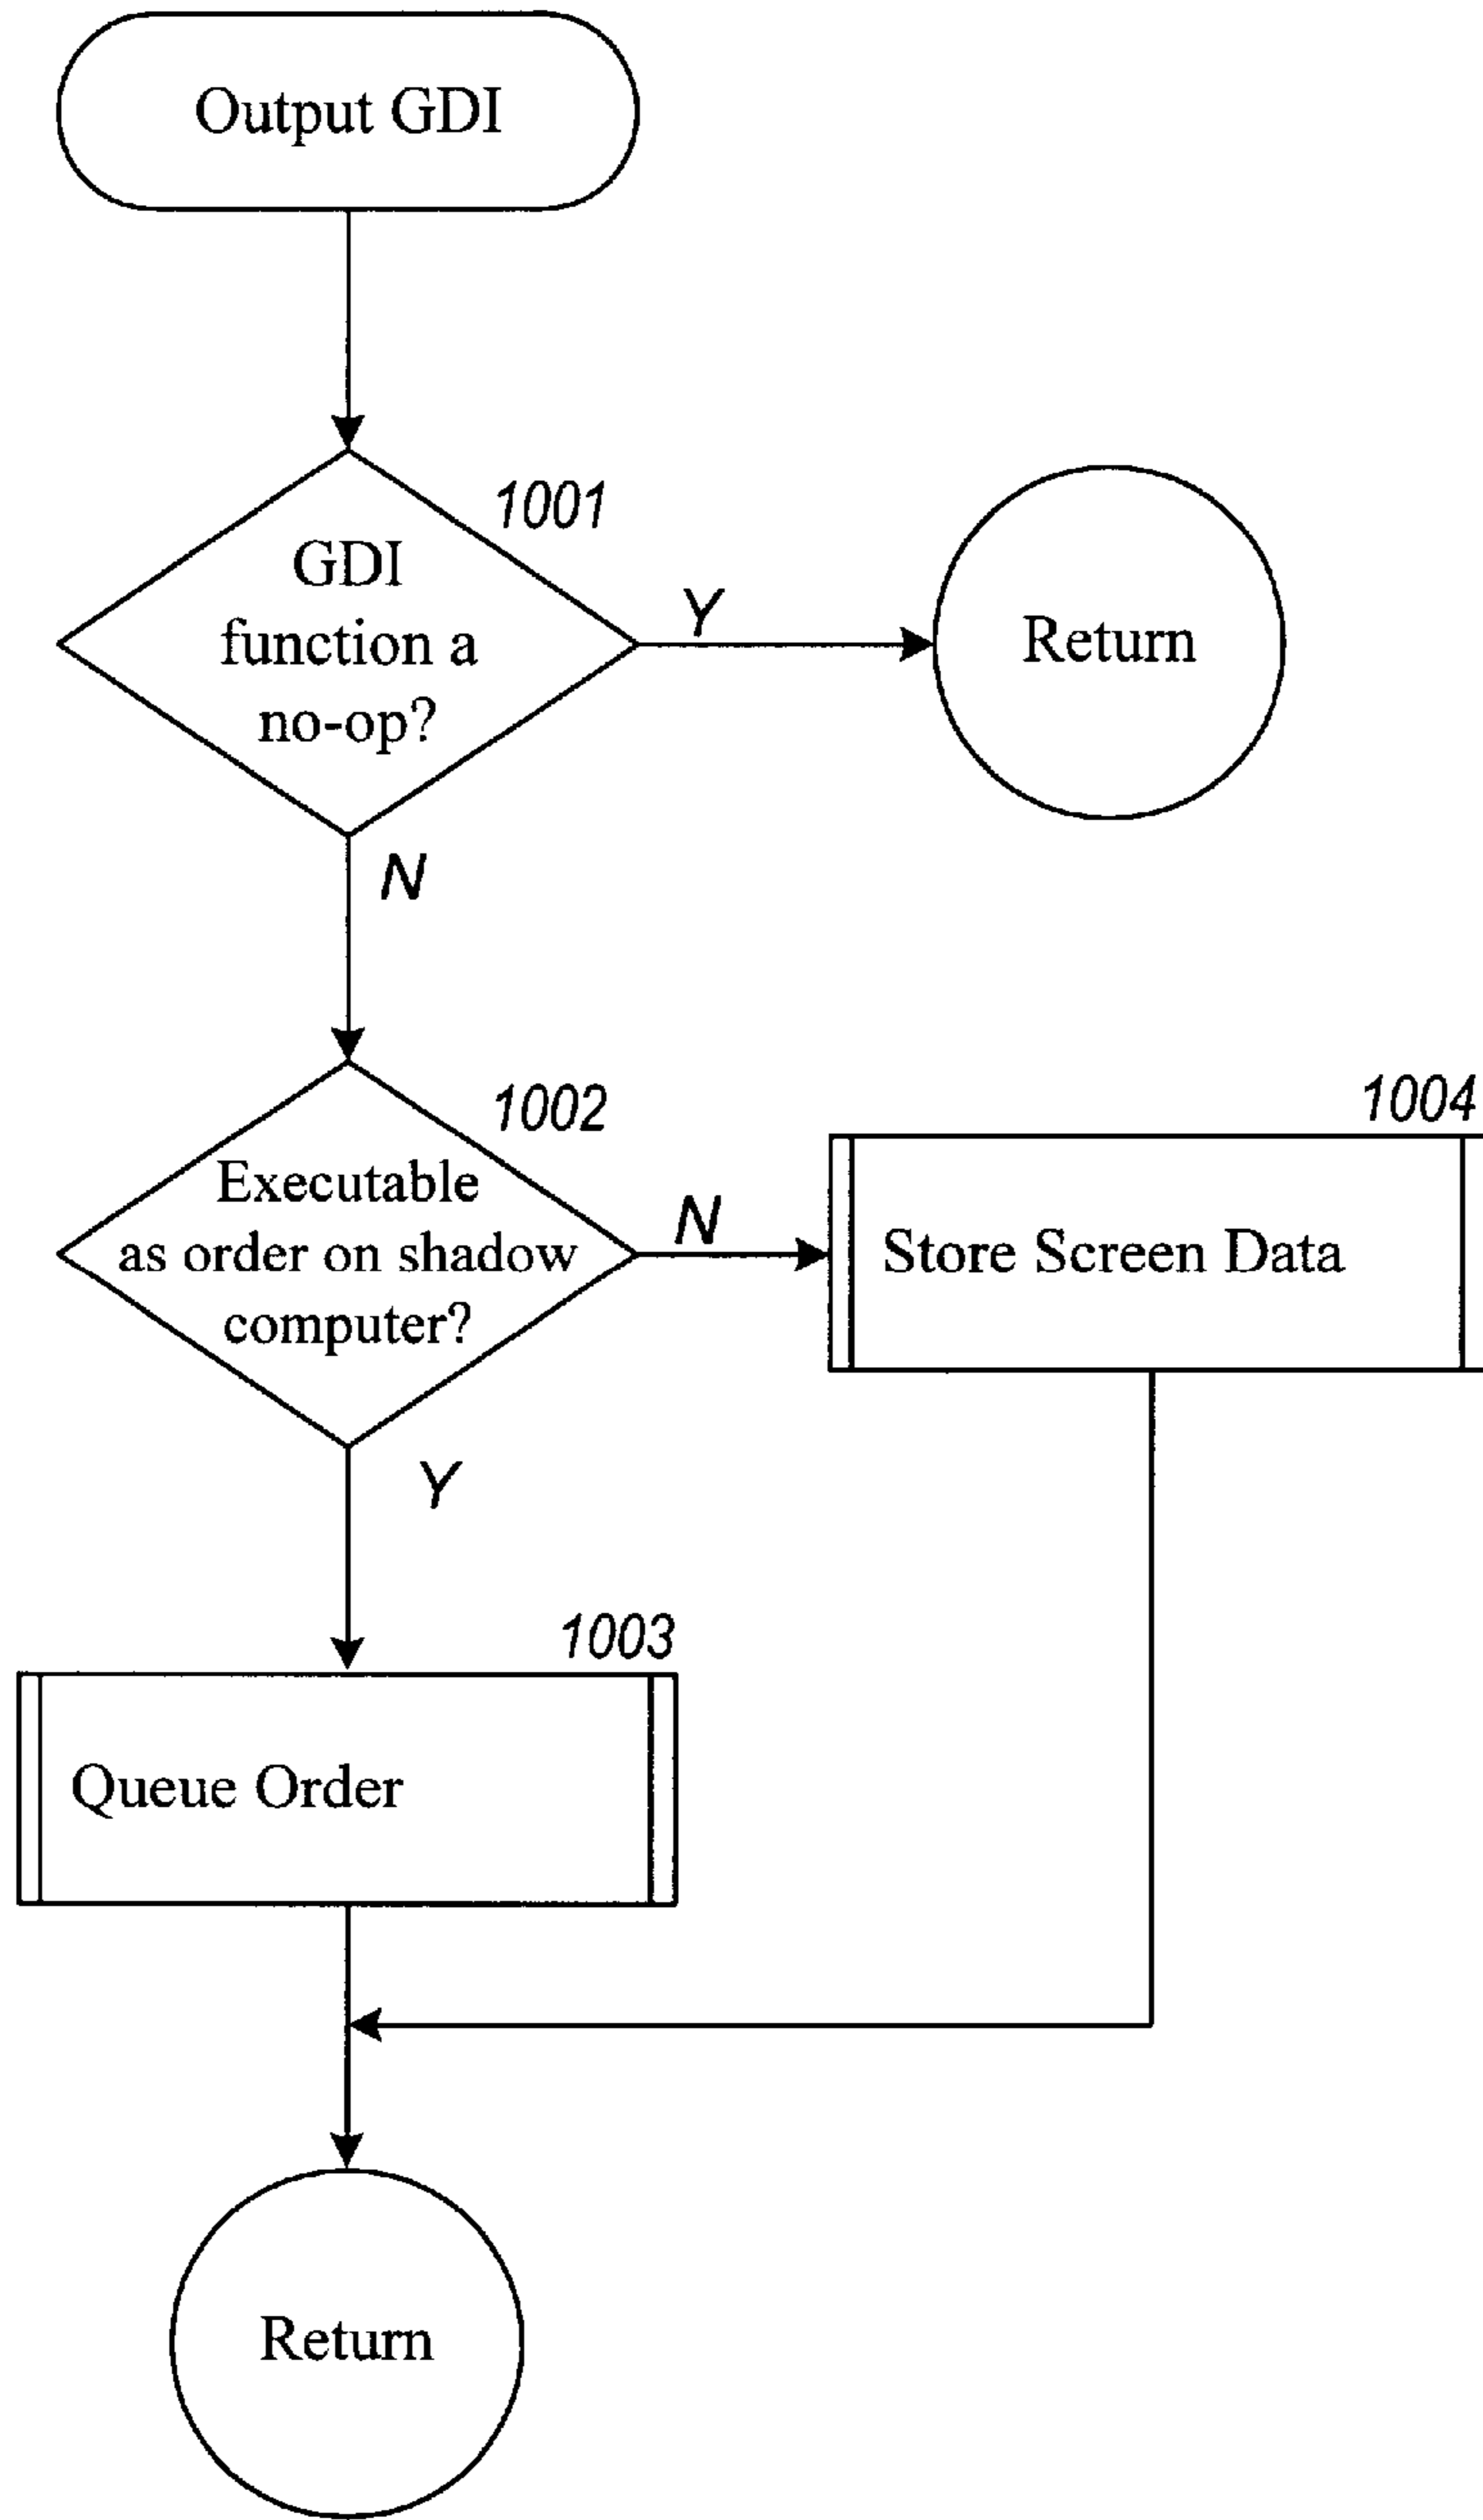 Output GDI
1001
GDI
function a
no-op?
Y
Return
N
1002
Executable
as order on shadow
computer?
N
1004
Store Screen Data
Y
1003
Queue Order
Return